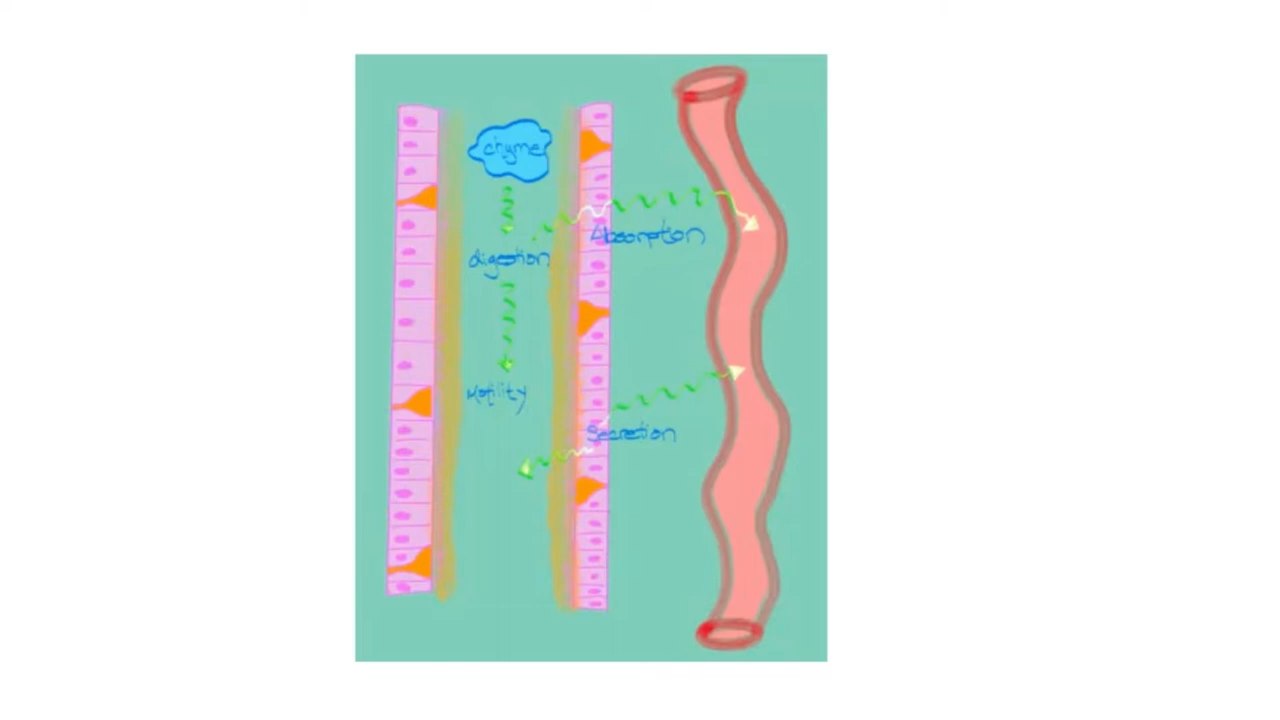 chyme
Absorption
digestion
Motility
Secretion